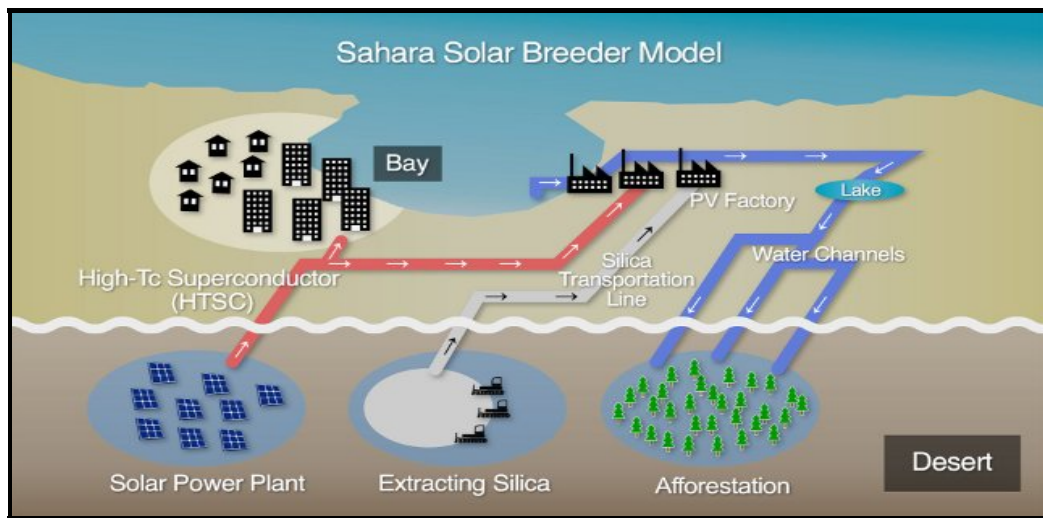 Sahara Solar Breeder Model
Bay
Lake
PV Factory
High-Tc Superconductor
(HTSC)
Silica
Transportation
Line
Water Channels
Solar Power Plant
Extracting Silica
Afforestation
Desert